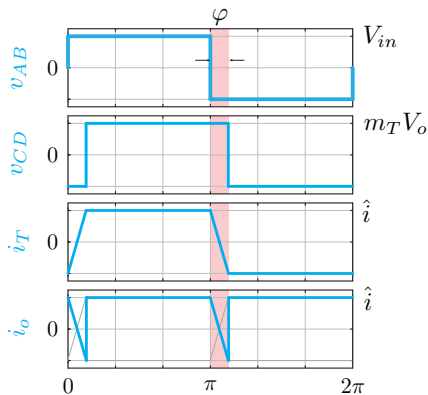 φ
v_AB 0 V_in
v_CD 0 m_T V_o
i_T 0 î
i_o 0 î
0 π 2π